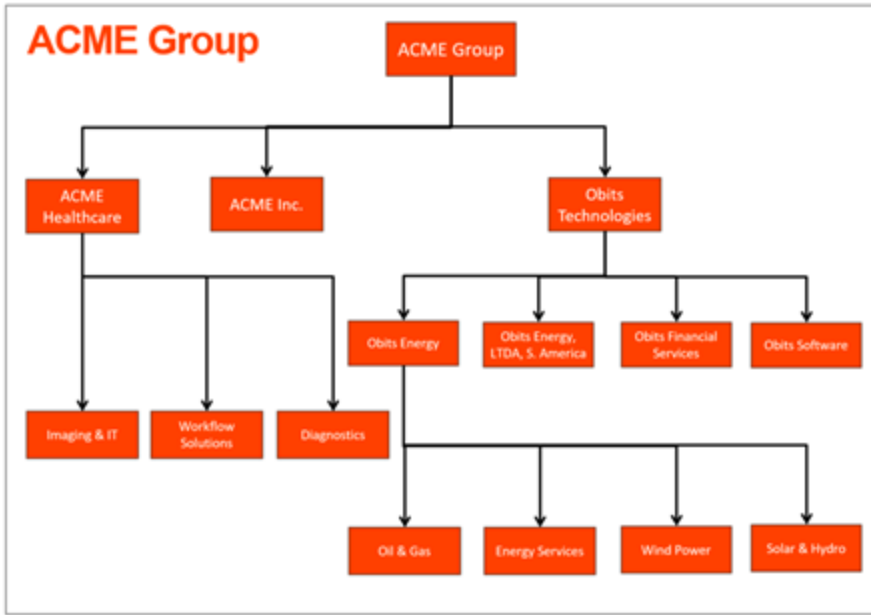 ACME Group
ACME Group
ACME
Healthcare
ACME Inc.
Obits
Technologies
Obits Energy
Obits Energy,
LTDA, S. America
Obits Financial
Services
Obits Software
Imaging & IT
Workflow
Solutions
Diagnostics
Oil & Gas
Energy Services
Wind Power
Solar & Hydro